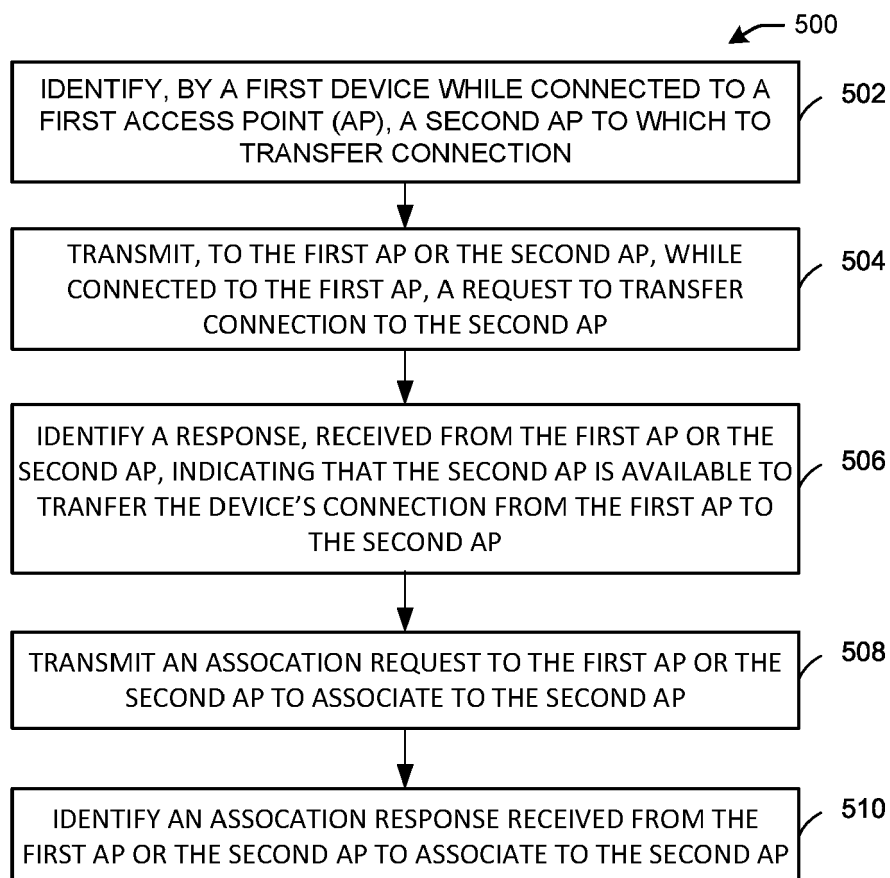 500
IDENTIFY, BY A FIRST DEVICE WHILE CONNECTED TO A
FIRST ACCESS POINT (AP), A SECOND AP TO WHICH TO
TRANSFER CONNECTION
502
TRANSMIT, TO THE FIRST AP OR THE SECOND AP, WHILE
CONNECTED TO THE FIRST AP, A REQUEST TO TRANSFER
CONNECTION TO THE SECOND AP
504
IDENTIFY A RESPONSE, RECEIVED FROM THE FIRST AP OR THE
SECOND AP, INDICATING THAT THE SECOND AP IS AVAILABLE TO
TRANFER THE DEVICE’S CONNECTION FROM THE FIRST AP TO
THE SECOND AP
506
TRANSMIT AN ASSOCATION REQUEST TO THE FIRST AP OR THE
SECOND AP TO ASSOCIATE TO THE SECOND AP
508
IDENTIFY AN ASSOCATION RESPONSE RECEIVED FROM THE
FIRST AP OR THE SECOND AP TO ASSOCIATE TO THE SECOND AP
510